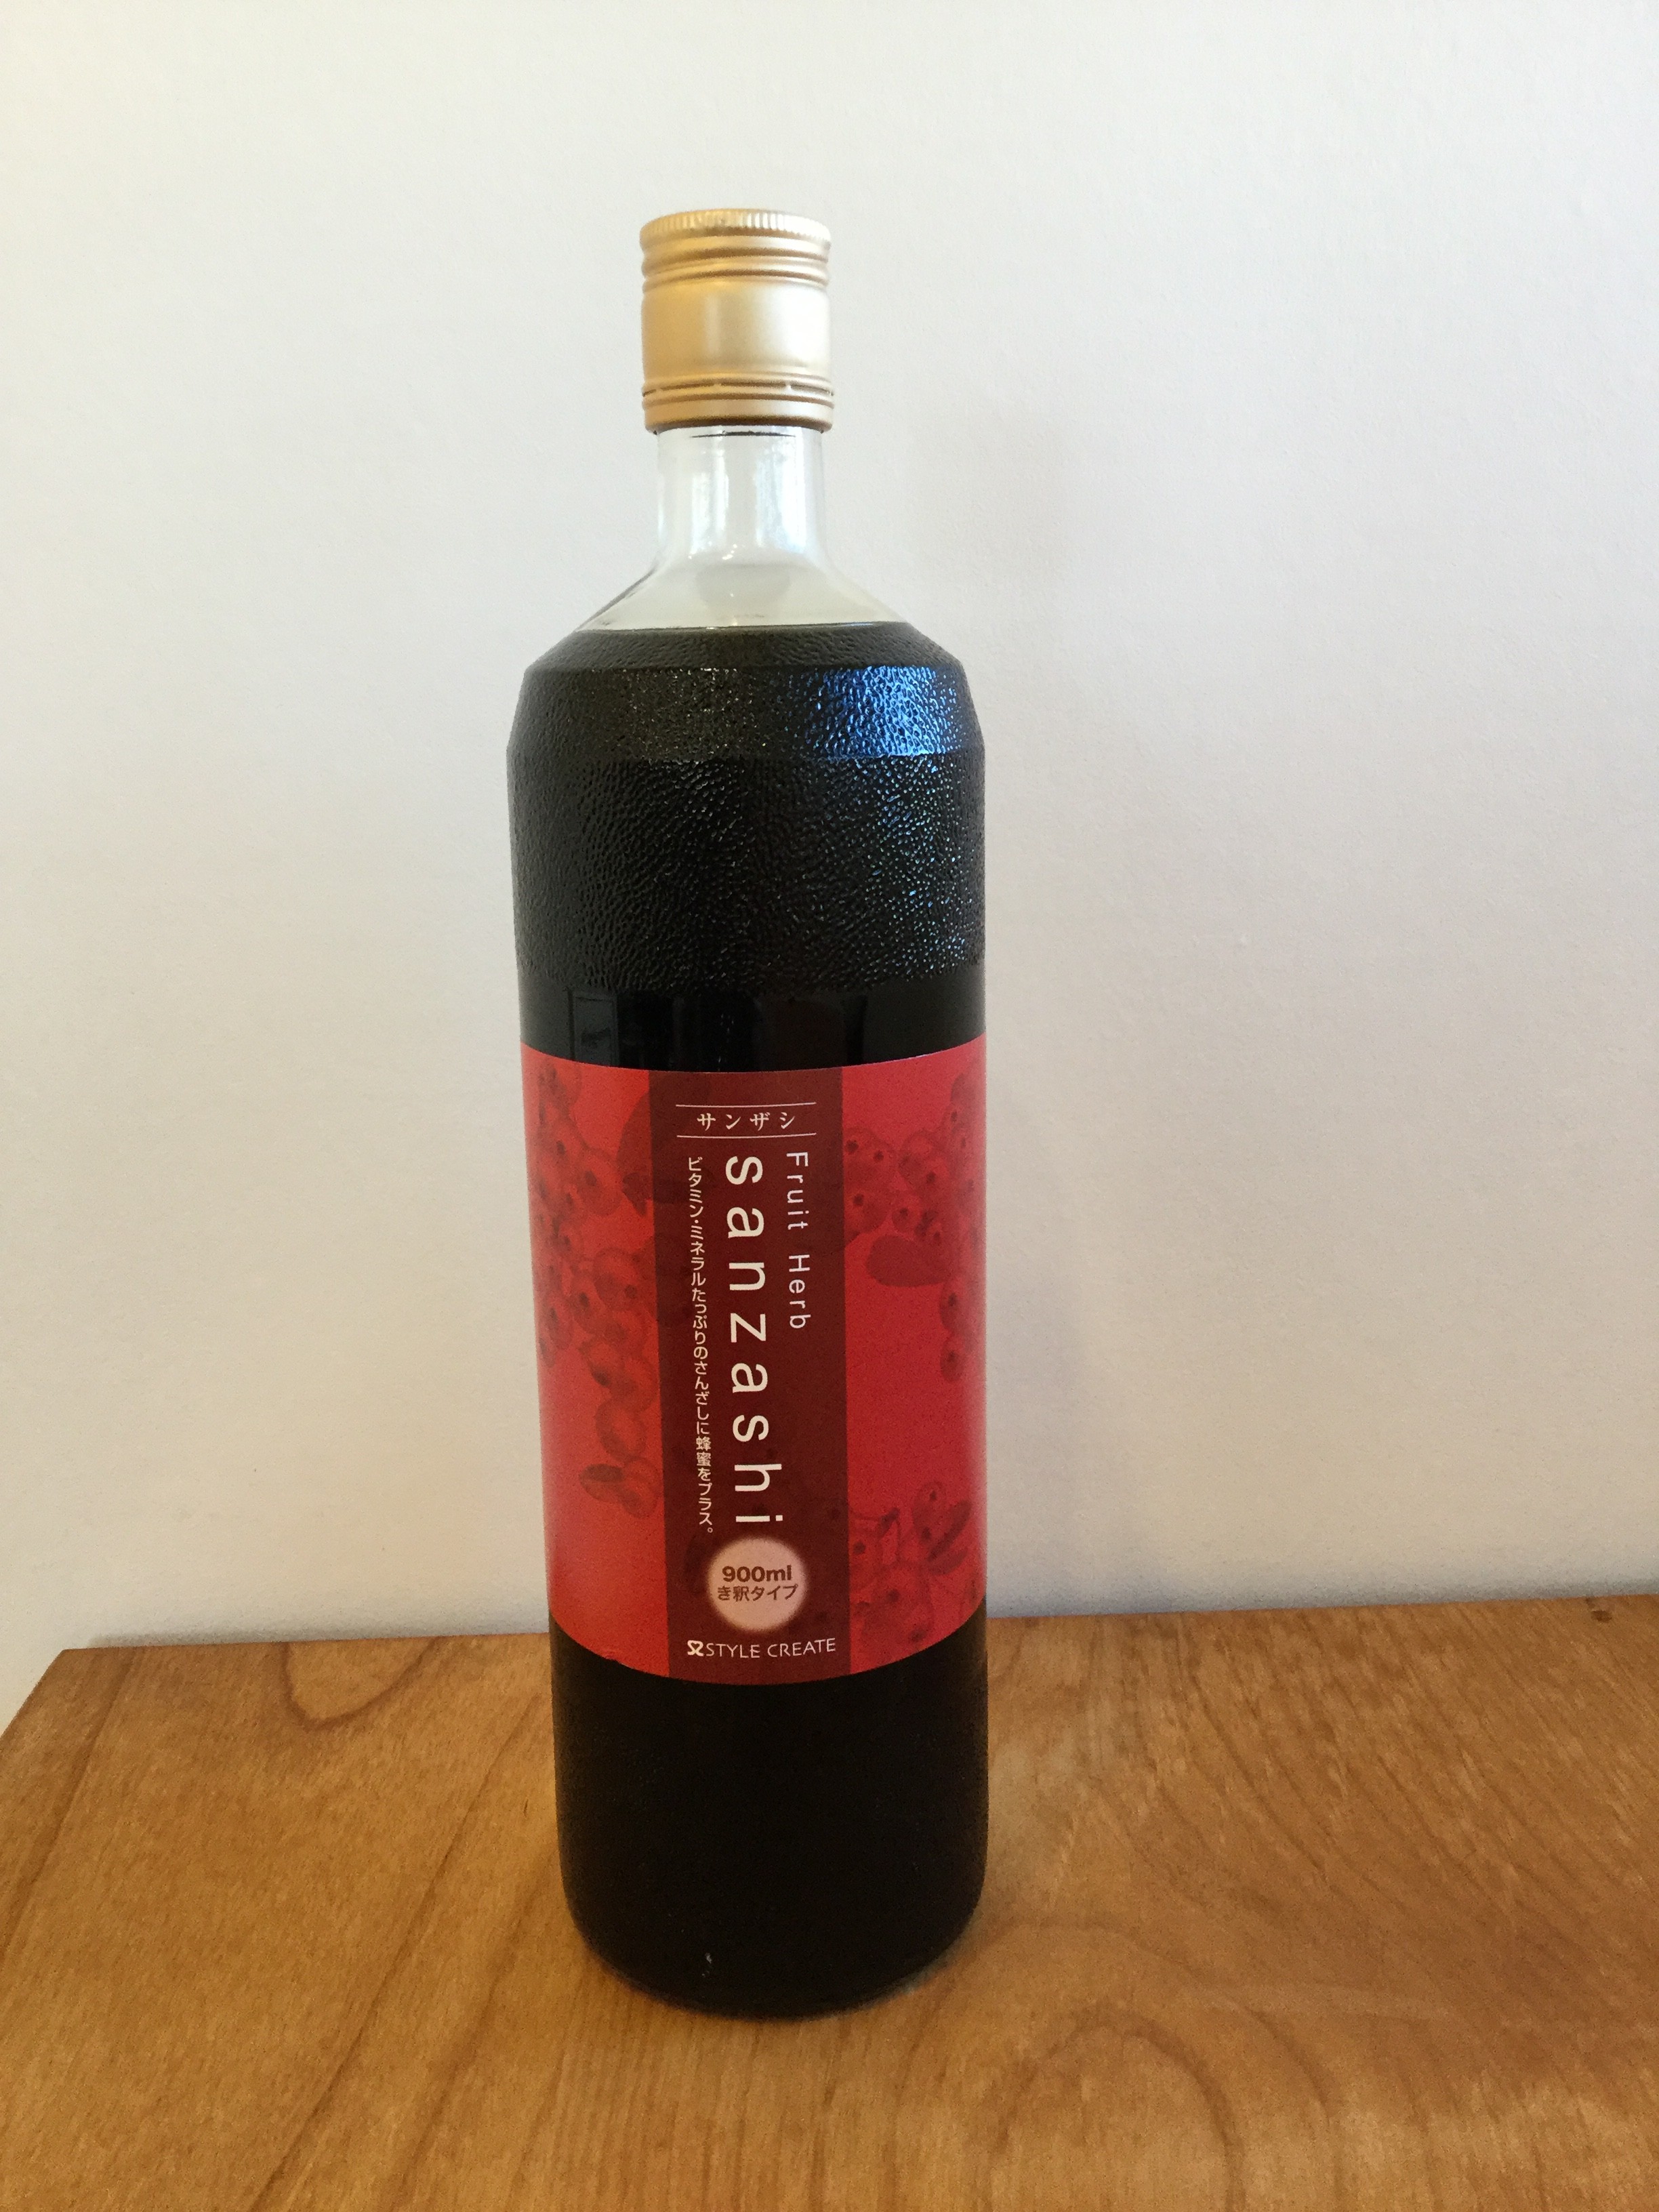 サンザシ
Fruit Herb
sanzashi
ビタミン・ミネラルたっぷりのさんざしに蜂蜜をプラス。
900ml
き釈タイプ
STYLE CREATE